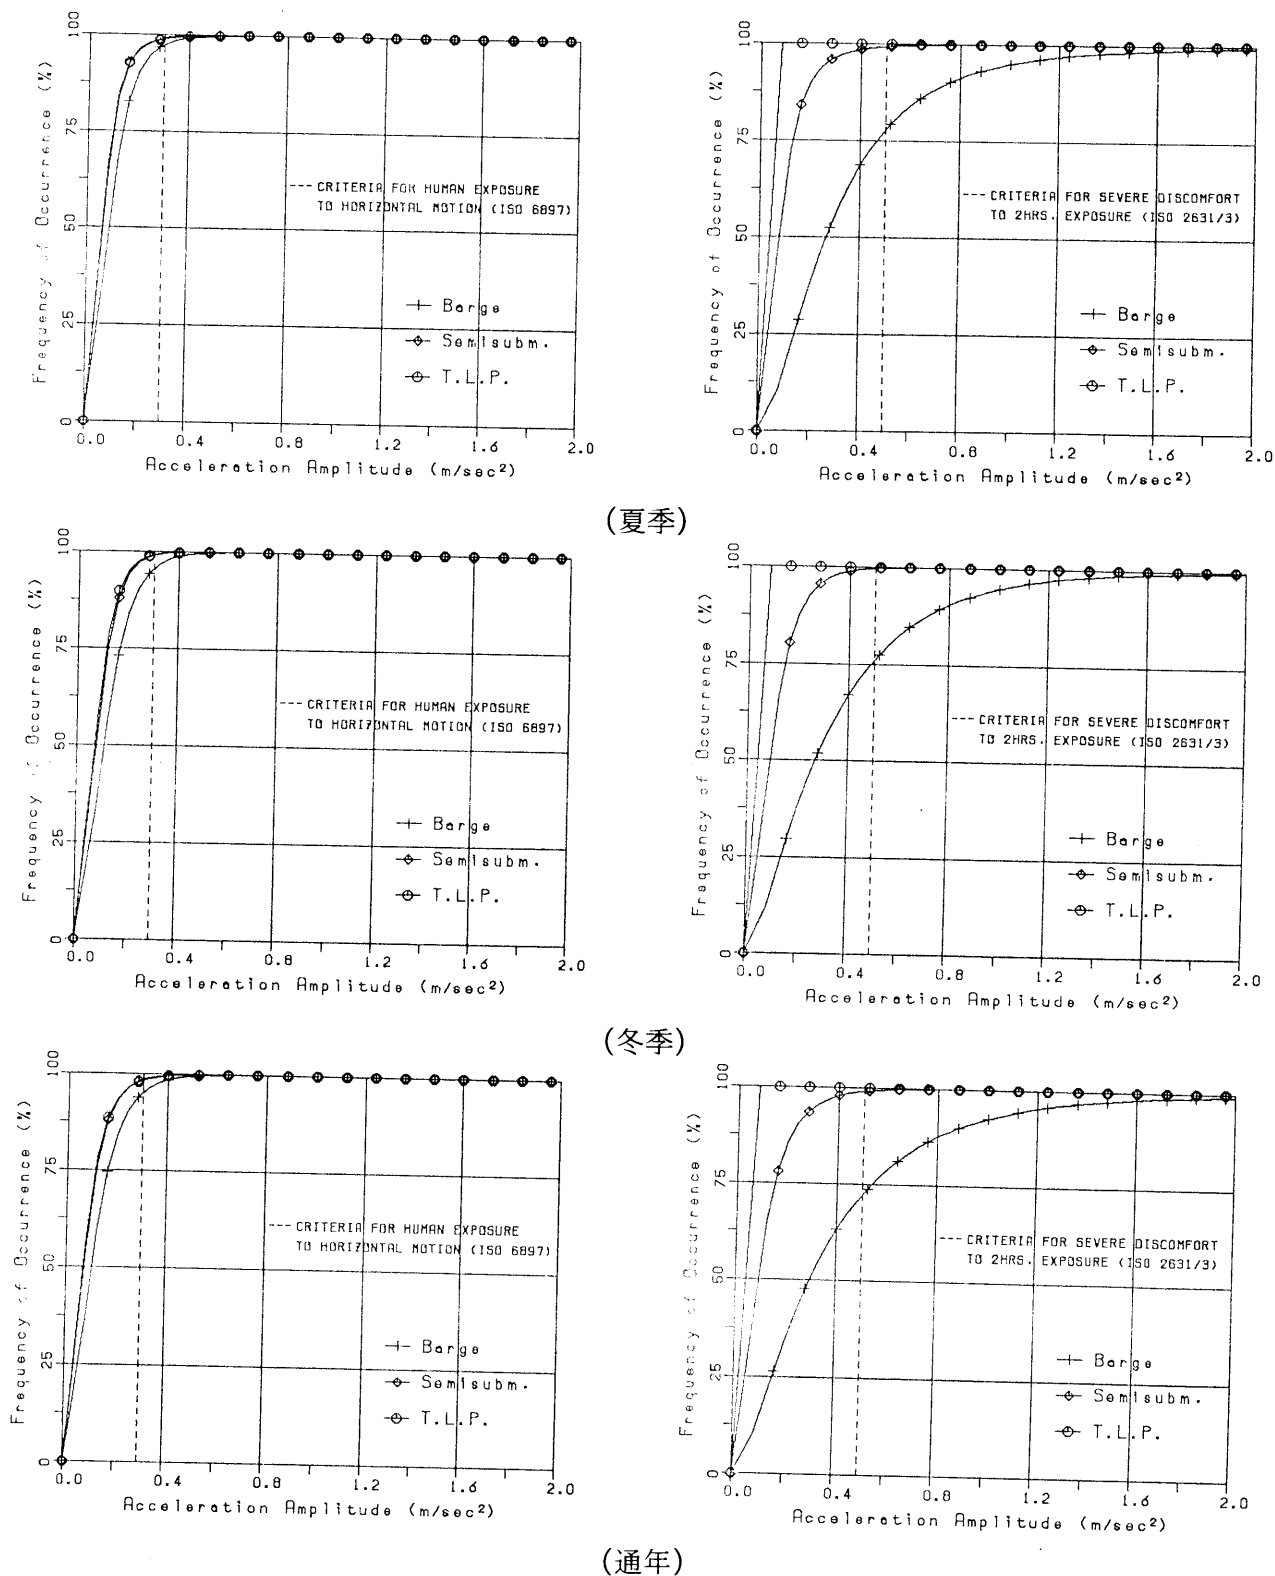 Frequency of Occurrence (%)
100
75
50
25
0
0.0 0.4 0.8 1.2 1.6 2.0
Acceleration Amplitude (m/sec²)
--- CRITERIA FOR HUMAN EXPOSURE
TO HORIZONTAL MOTION (ISO 6897)
Barge
Semisubm.
T.L.P.
Frequency of Occurrence (%)
100
75
50
25
0
0.0 0.4 0.8 1.2 1.6 2.0
Acceleration Amplitude (m/sec²)
--- CRITERIA FOR SEVERE DISCOMFORT
TO 2HRS. EXPOSURE (ISO 2631/3)
Barge
Semisubm.
T.L.P.
(夏季)
Frequency of Occurrence (%)
100
75
50
25
0
0.0 0.4 0.8 1.2 1.6 2.0
Acceleration Amplitude (m/sec²)
--- CRITERIA FOR HUMAN EXPOSURE
TO HORIZONTAL MOTION (ISO 6897)
Barge
Semisubm.
T.L.P.
Frequency of Occurrence (%)
100
75
50
25
0
0.0 0.4 0.8 1.2 1.6 2.0
Acceleration Amplitude (m/sec²)
--- CRITERIA FOR SEVERE DISCOMFORT
TO 2HRS. EXPOSURE (ISO 2631/3)
Barge
Semisubm.
T.L.P.
(冬季)
Frequency of Occurrence (%)
100
75
50
25
0
0.0 0.4 0.8 1.2 1.6 2.0
Acceleration Amplitude (m/sec²)
--- CRITERIA FOR HUMAN EXPOSURE
TO HORIZONTAL MOTION (ISO 6897)
Barge
Semisubm.
T.L.P.
Frequency of Occurrence (%)
100
75
50
25
0
0.0 0.4 0.8 1.2 1.6 2.0
Acceleration Amplitude (m/sec²)
--- CRITERIA FOR SEVERE DISCOMFORT
TO 2HRS. EXPOSURE (ISO 2631/3)
Barge
Semisubm.
T.L.P.
(通年)